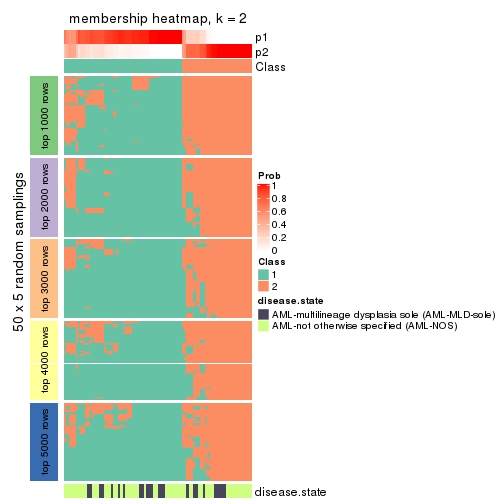 membership heatmap, k = 2
p1
p2
Class
50 x 5 random samplings
top 1000 rows
top 2000 rows
top 3000 rows
top 4000 rows
top 5000 rows
Prob
1
0.8
0.6
0.4
0.2
0
Class
1
2
disease.state
AML-multilineage dysplasia sole (AML-MLD-sole)
AML-not otherwise specified (AML-NOS)
disease.state